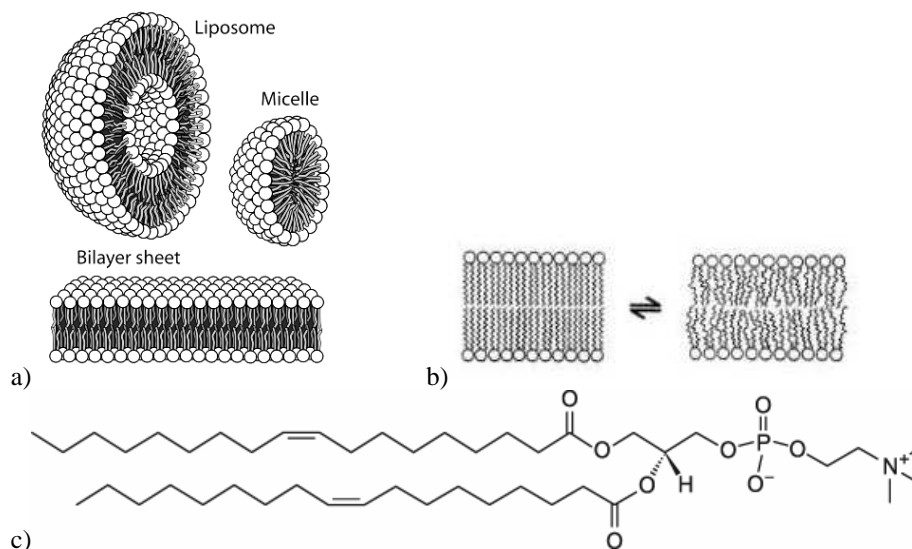 Liposome
Micelle
Bilayer sheet
a)
b)
O
O
O
O
P
O
O⁻
N⁺
O
H
O
c)